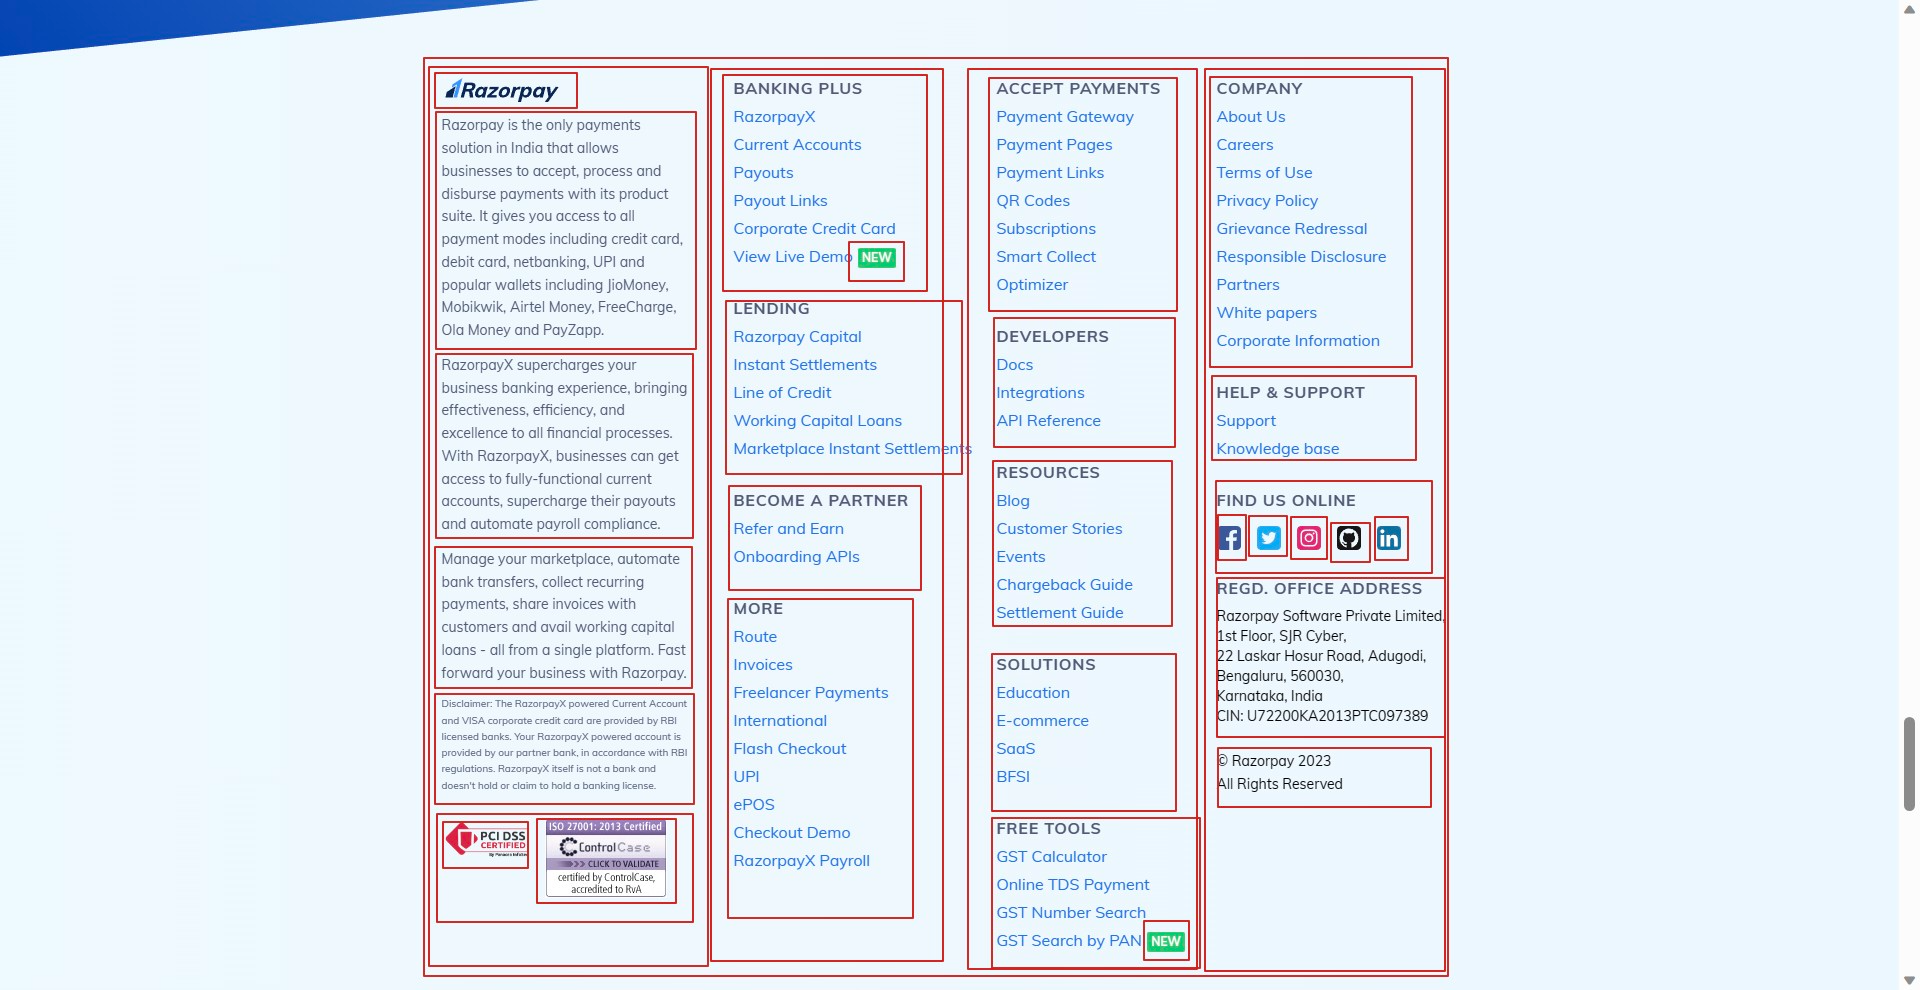 Razorpay
Razorpay is the only payments
solution in India that allows
businesses to accept, process and
disburse payments with its product
suite. It gives you access to all
payment modes including credit card,
debit card, netbanking, UPI and
popular wallets including JioMoney,
Mobikwik, Airtel Money, FreeCharge,
Ola Money and PayZapp.
RazorpayX supercharges your
business banking experience, bringing
effectiveness, efficiency, and
excellence to all financial processes.
With RazorpayX, businesses can get
access to fully-functional current
accounts, supercharge their payouts
and automate payroll compliance.
Manage your marketplace, automate
bank transfers, collect recurring
payments, share invoices with
customers and avail working capital
loans - all from a single platform. Fast
forward your business with Razorpay.
Disclaimer: The RazorpayX powered Current Account
and VISA corporate credit card are provided by RBI
licensed banks. Your RazorpayX powered account is
provided by our partner bank, in accordance with RBI
regulations. RazorpayX itself is not a bank and
doesn't hold or claim to hold a banking license.
PCI DSS
CERTIFIED
ISO 27001: 2013 Certified
ControlCase
>>> CLICK TO VALIDATE
certified by ControlCase,
accredited to RvA
BANKING PLUS
RazorpayX
Current Accounts
Payouts
Payout Links
Corporate Credit Card
View Live Demo NEW
LENDING
Razorpay Capital
Instant Settlements
Line of Credit
Working Capital Loans
Marketplace Instant Settlements
BECOME A PARTNER
Refer and Earn
Onboarding APIs
MORE
Route
Invoices
Freelancer Payments
International
Flash Checkout
UPI
ePOS
Checkout Demo
RazorpayX Payroll
ACCEPT PAYMENTS
Payment Gateway
Payment Pages
Payment Links
QR Codes
Subscriptions
Smart Collect
Optimizer
DEVELOPERS
Docs
Integrations
API Reference
RESOURCES
Blog
Customer Stories
Events
Chargeback Guide
Settlement Guide
SOLUTIONS
Education
E-commerce
SaaS
BFSI
FREE TOOLS
GST Calculator
Online TDS Payment
GST Number Search
GST Search by PAN NEW
COMPANY
About Us
Careers
Terms of Use
Privacy Policy
Grievance Redressal
Responsible Disclosure
Partners
White papers
Corporate Information
HELP & SUPPORT
Support
Knowledge base
FIND US ONLINE
REGD. OFFICE ADDRESS
Razorpay Software Private Limited,
1st Floor, SJR Cyber,
22 Laskar Hosur Road, Adugodi,
Bengaluru, 560030,
Karnataka, India
CIN: U72200KA2013PTC097389
© Razorpay 2023
All Rights Reserved